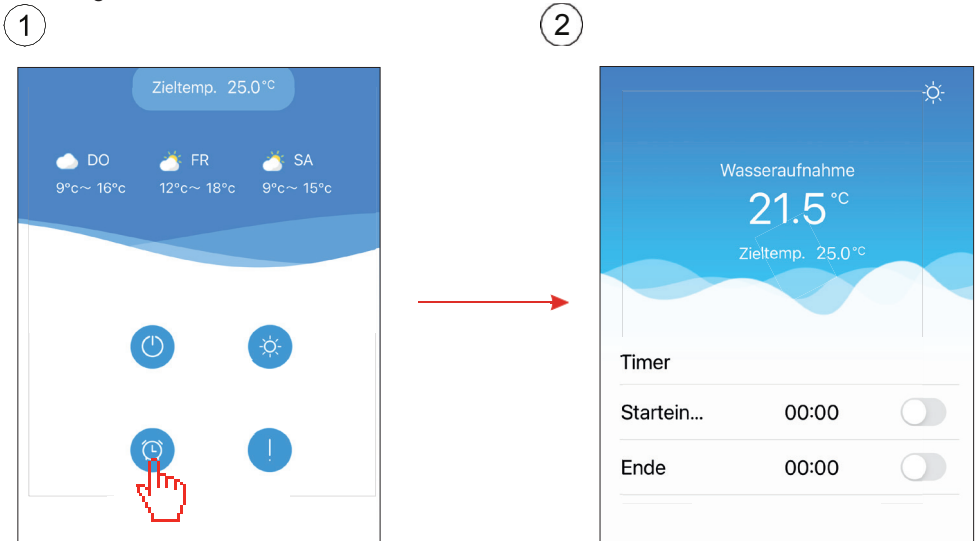 1
2
Zieltemp. 25.0°C
DO FR SA
9°c~ 16°c 12°c~ 18°c 9°c~ 15°c
Wasseraufnahme
21.5°C
Zieltemp. 25.0°C
Timer
Startein... 00:00
Ende 00:00